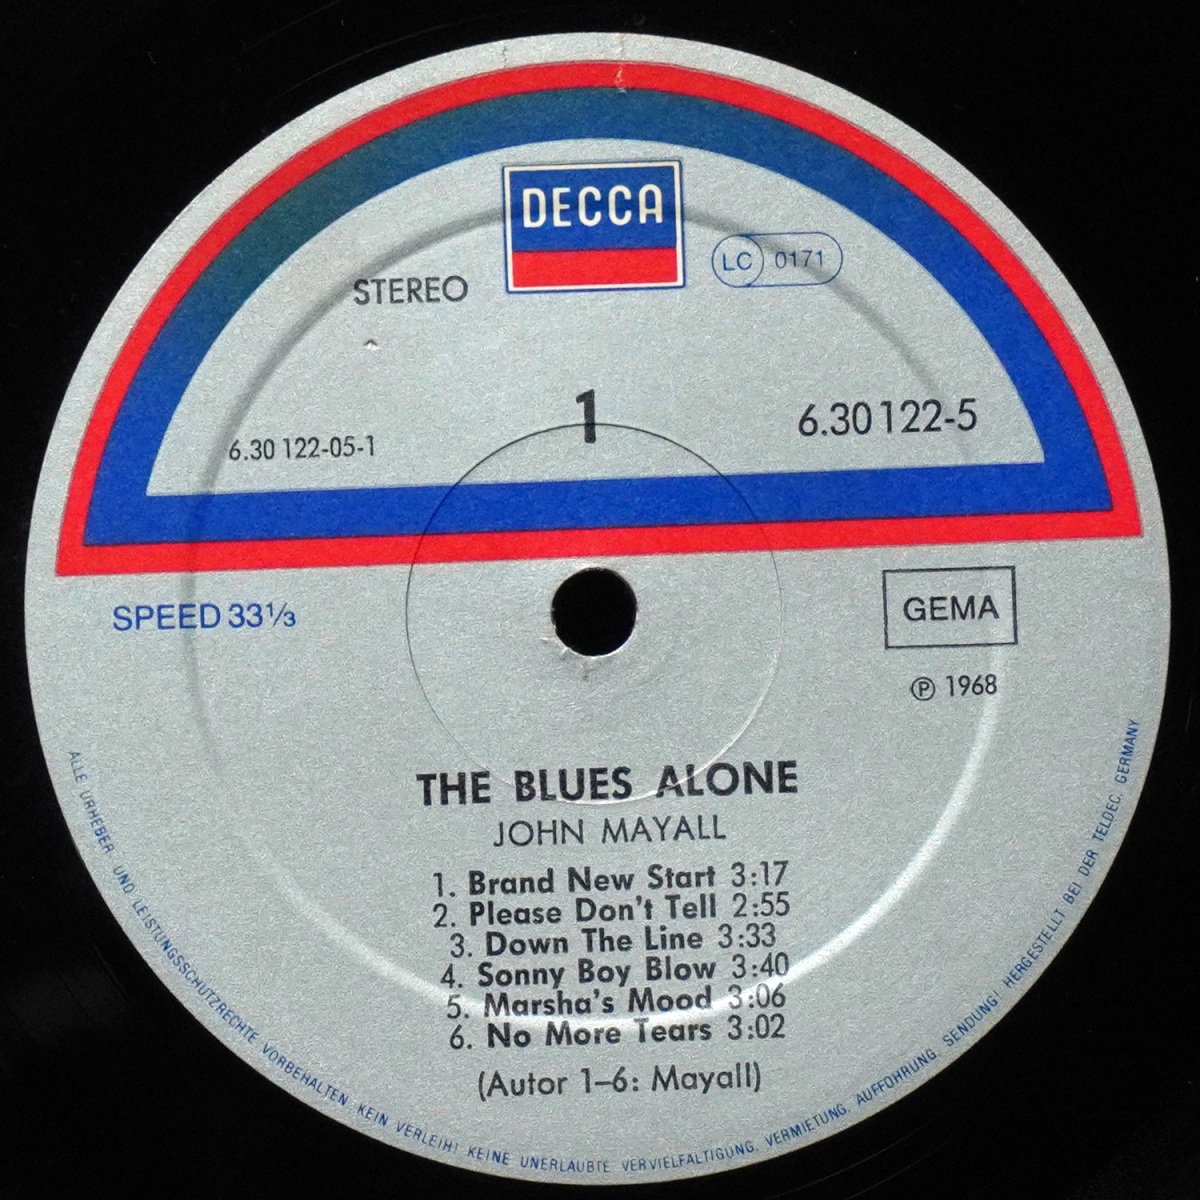 DECCA
LC 0171
STEREO
1
6.30 122-05-1
6.30 122-5
SPEED 33⅓
GEMA
℗ 1968
THE BLUES ALONE
JOHN MAYALL
1. Brand New Start 3:17
2. Please Don't Tell 2:55
3. Down The Line 3:33
4. Sonny Boy Blow 3:40
5. Marsha's Mood 3:06
6. No More Tears 3:02
(Autor 1–6: Mayall)
ALLE URHEBER UND LEISTUNGSSCHUTZRECHTE VORBEHALTEN KEIN VERLEIH! KEINE UNERLAUBTE VERVIELFÄLTIGUNG, VERMIETUNG, AUFFÜHRUNG, SENDUNG! HERGESTELLT BEI DER TELDEC GERMANY